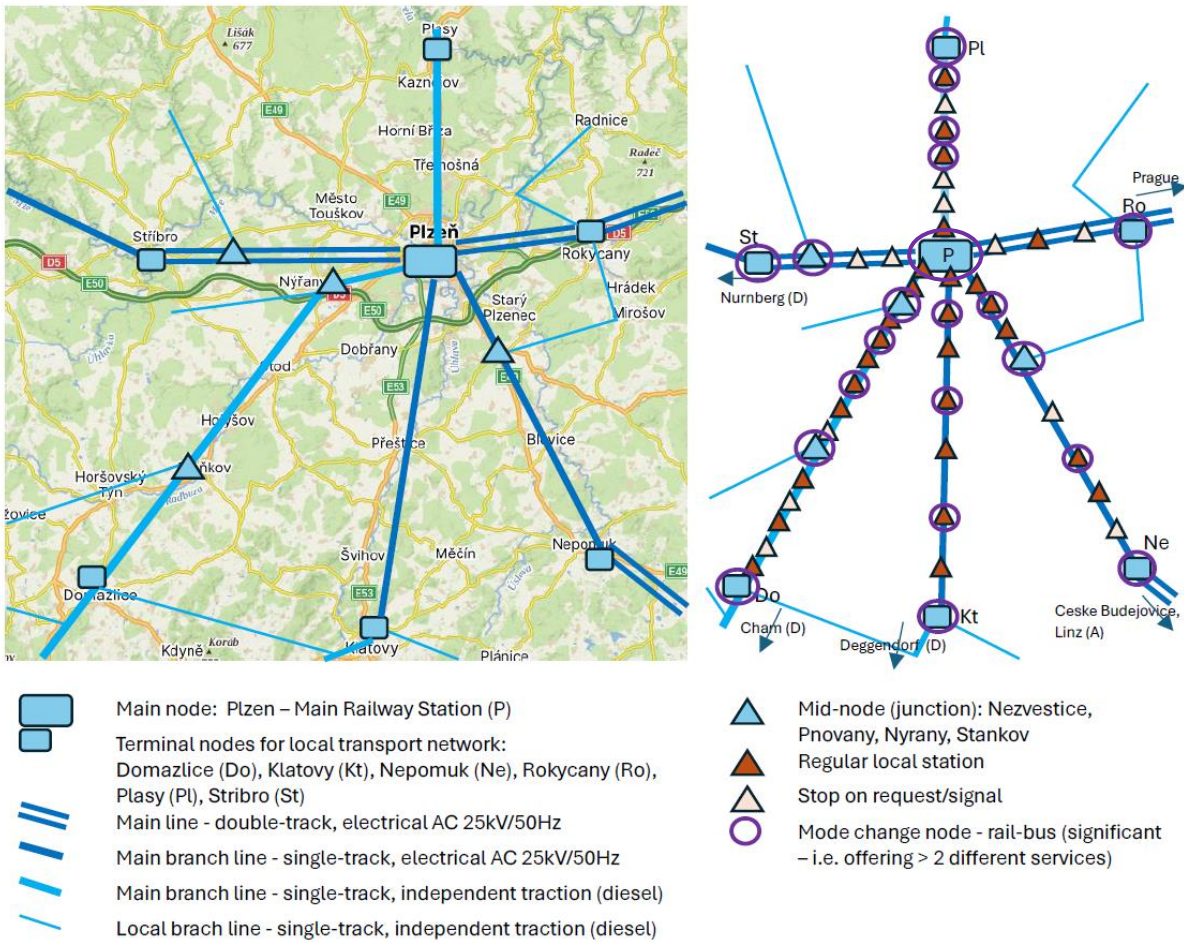 Lišák
677
Plasy
Kaznějov
E49
Horní Bříza
Třemošná
Radnice
Radeč
721
Město
Touškov
E49
Plzeň
Stříbro
D5
Rokycany
D5
E50
Nýřany
D5
Hrádek
Starý
Plzenec
Mirošov
E50
Úhlavka
Dobřany
Úhlava
E53
Holýšov
Přeštice
Blovice
Horšovský
Týn
Radbuza
Švihov
Měčín
Nepomuk
E49
Úslava
E53
Domažlice
Koráb
Kdyně
Klatovy
Plánice
Pl
Prague
Ro
St
P
Nurnberg (D)
Ne
Do
Kt
Cham (D)
Deggendorf (D)
Ceske Budejovice,
Linz (A)
Main node: Plzen – Main Railway Station (P)
Terminal nodes for local transport network:
Domazlice (Do), Klatovy (Kt), Nepomuk (Ne), Rokycany (Ro),
Plasy (Pl), Stribro (St)
Main line - double-track, electrical AC 25kV/50Hz
Main branch line - single-track, electrical AC 25kV/50Hz
Main branch line - single-track, independent traction (diesel)
Local brach line - single-track, independent traction (diesel)
Mid-node (junction): Nezvestice,
Pnovany, Nyrany, Stankov
Regular local station
Stop on request/signal
Mode change node - rail-bus (significant
– i.e. offering > 2 different services)